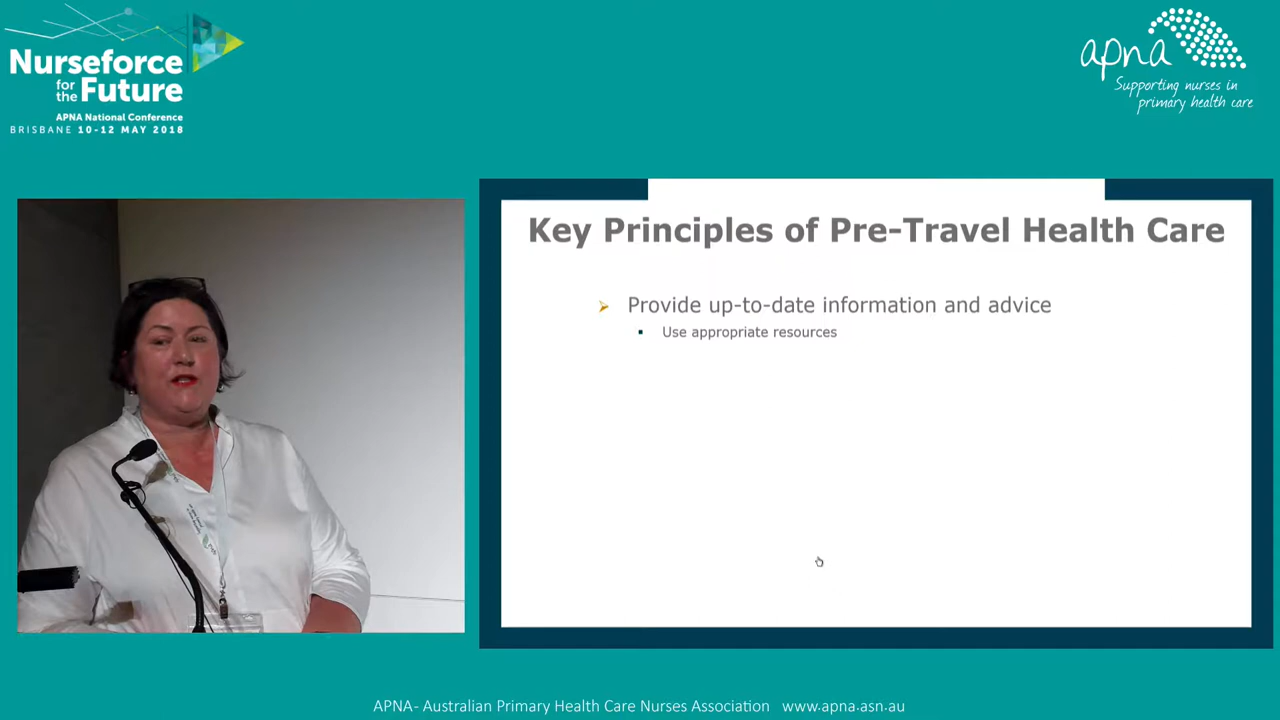 Nurseforce
for the
Future
APNA National Conference
BRISBANE 10-12 MAY 2018
apna
Supporting nurses in
primary health care
Key Principles of Pre-Travel Health Care
Provide up-to-date information and advice
Use appropriate resources
APNA- Australian Primary Health Care Nurses Association www.apna.asn.au